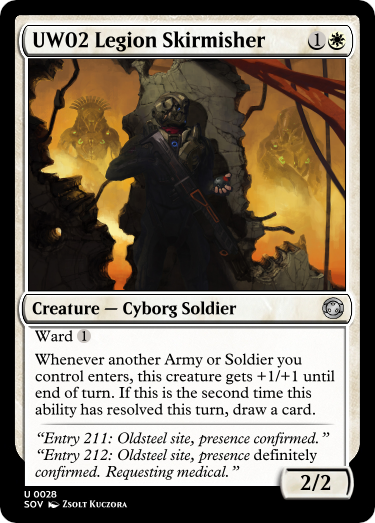 UW02 Legion Skirmisher 1
Creature — Cyborg Soldier
Ward 1
Whenever another Army or Soldier you
control enters, this creature gets +1/+1 until
end of turn. If this is the second time this
ability has resolved this turn, draw a card.
“Entry 211: Oldsteel site, presence confirmed.”
“Entry 212: Oldsteel site, presence definitely
confirmed. Requesting medical.”
2/2
U 0028
SOV Zsolt Kuczora